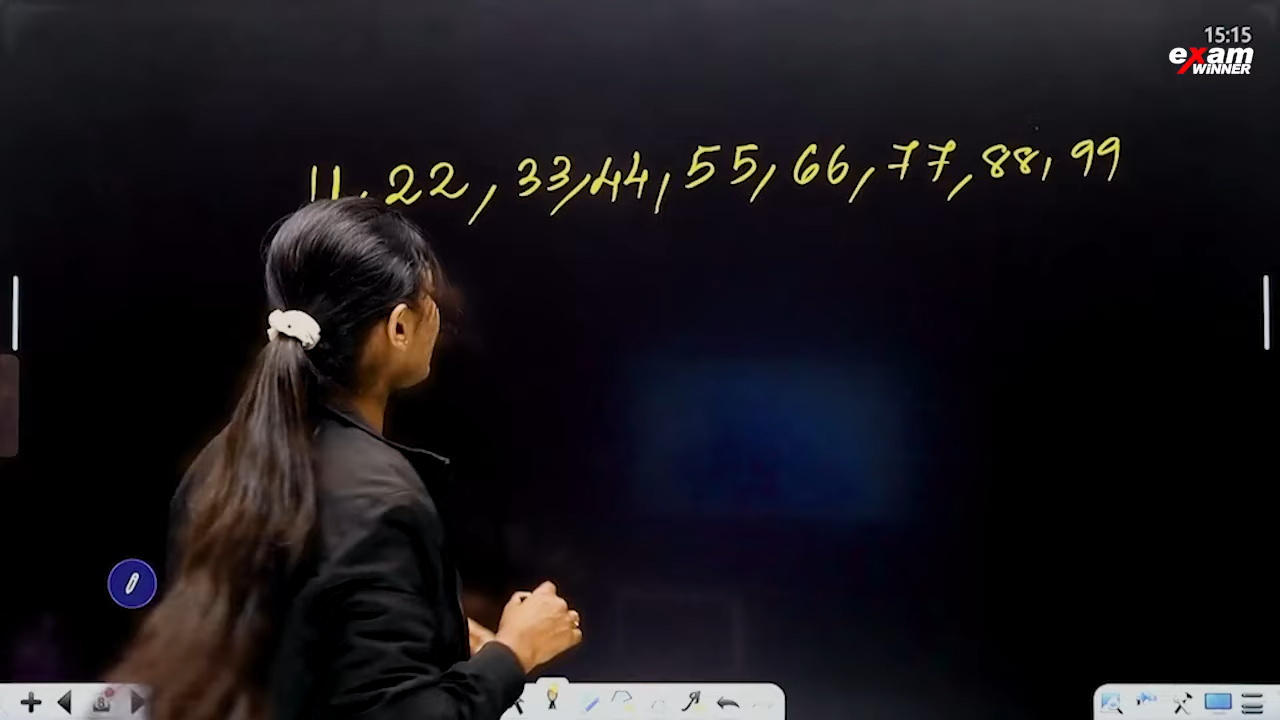 15:15
exam
WINNER
11, 22, 33, 44, 55, 66, 77, 88, 99